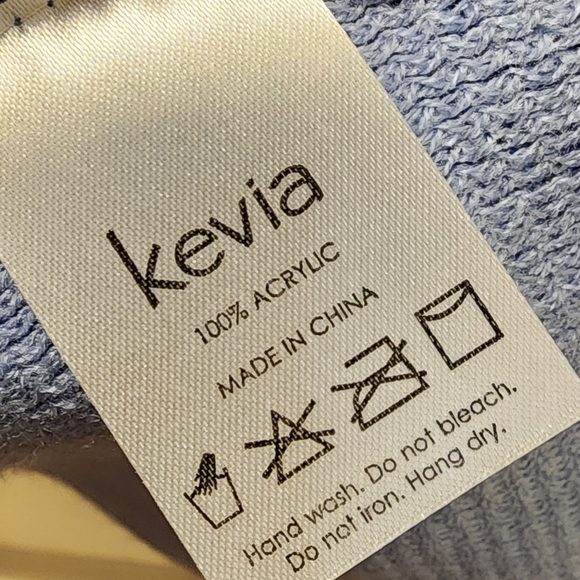 kevia
100% ACRYLIC
MADE IN CHINA
Hand wash. Do not bleach.
Do not iron. Hang dry.